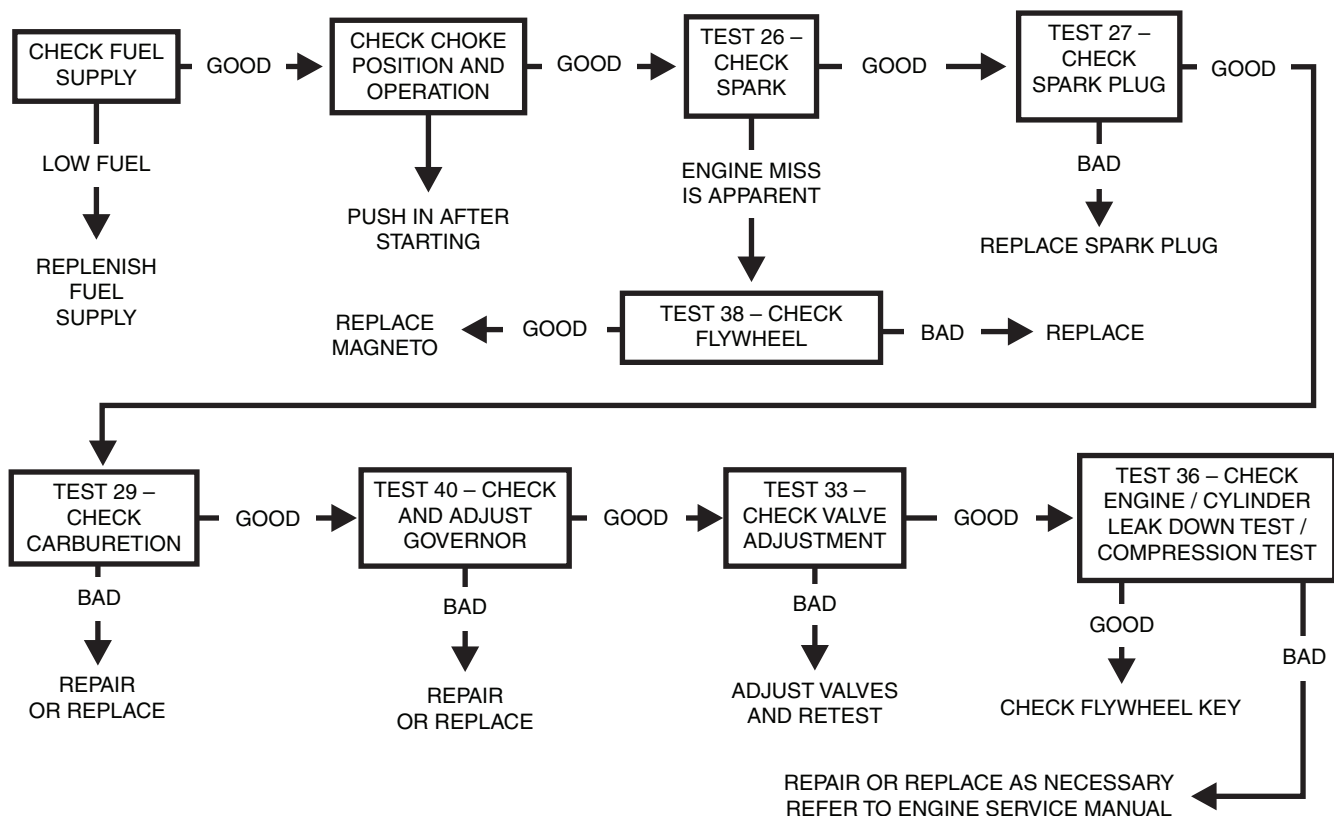 CHECK FUEL
SUPPLY
GOOD
CHECK CHOKE
POSITION AND
OPERATION
GOOD
TEST 26 –
CHECK
SPARK
GOOD
TEST 27 –
CHECK
SPARK PLUG
GOOD
LOW FUEL
REPLENISH
FUEL
SUPPLY
PUSH IN AFTER
STARTING
ENGINE MISS
IS APPARENT
BAD
REPLACE SPARK PLUG
REPLACE
MAGNETO
GOOD
TEST 38 – CHECK
FLYWHEEL
BAD
REPLACE
TEST 29 –
CHECK
CARBURETION
GOOD
TEST 40 – CHECK
AND ADJUST
GOVERNOR
GOOD
TEST 33 –
CHECK VALVE
ADJUSTMENT
GOOD
TEST 36 – CHECK
ENGINE / CYLINDER
LEAK DOWN TEST /
COMPRESSION TEST
BAD
REPAIR
OR REPLACE
BAD
REPAIR
OR REPLACE
BAD
ADJUST VALVES
AND RETEST
GOOD
CHECK FLYWHEEL KEY
BAD
REPAIR OR REPLACE AS NECESSARY
REFER TO ENGINE SERVICE MANUAL